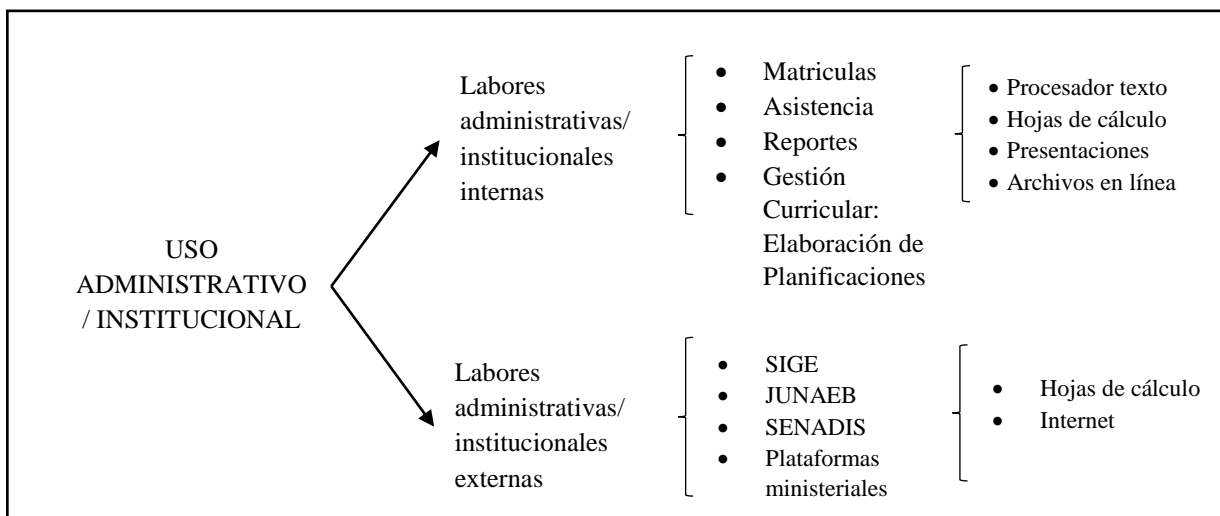 USO
ADMINISTRATIVO
/ INSTITUCIONAL
Labores
administrativas/
institucionales
internas
• Matriculas
• Asistencia
• Reportes
• Gestión
Curricular:
Elaboración de
Planificaciones
• Procesador texto
• Hojas de cálculo
• Presentaciones
• Archivos en línea
Labores
administrativas/
institucionales
externas
• SIGE
• JUNAEB
• SENADIS
• Plataformas
ministeriales
• Hojas de cálculo
• Internet